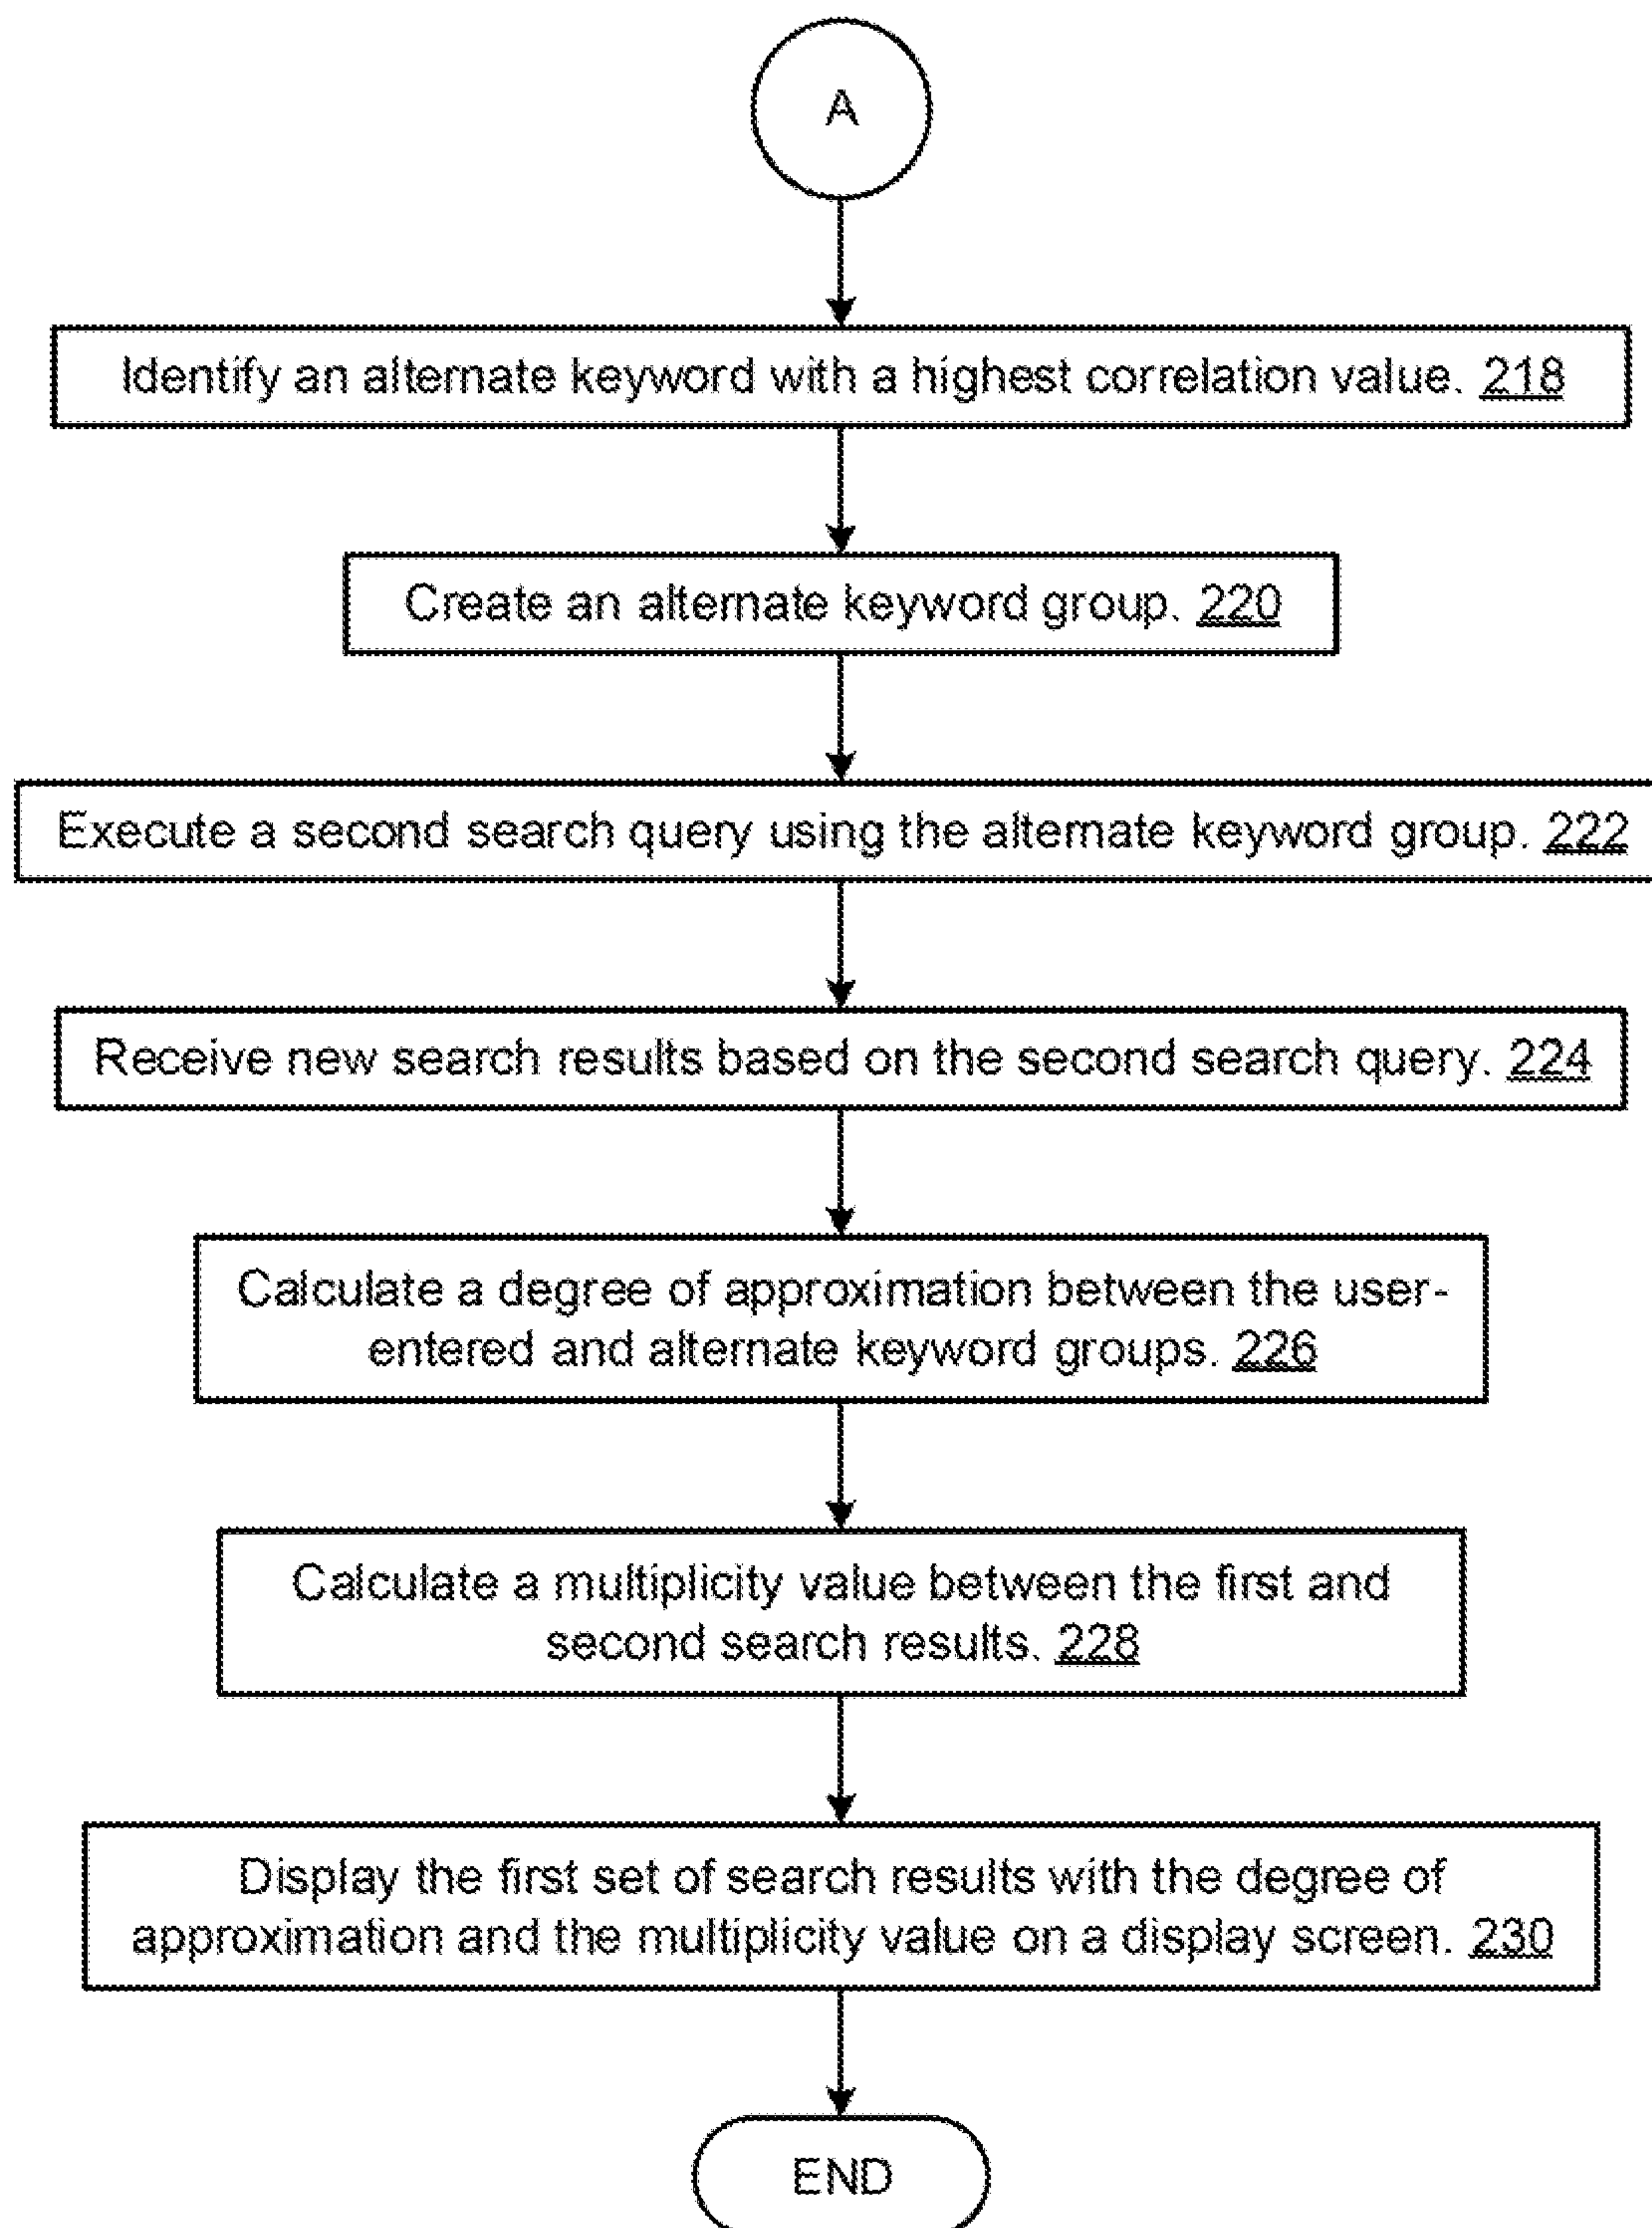 A
Identify an alternate keyword with a highest correlation value. 218
Create an alternate keyword group. 220
Execute a second search query using the alternate keyword group. 222
Receive new search results based on the second search query. 224
Calculate a degree of approximation between the user-
entered and alternate keyword groups. 226
Calculate a multiplicity value between the first and
second search results. 228
Display the first set of search results with the degree of
approximation and the multiplicity value on a display screen. 230
END